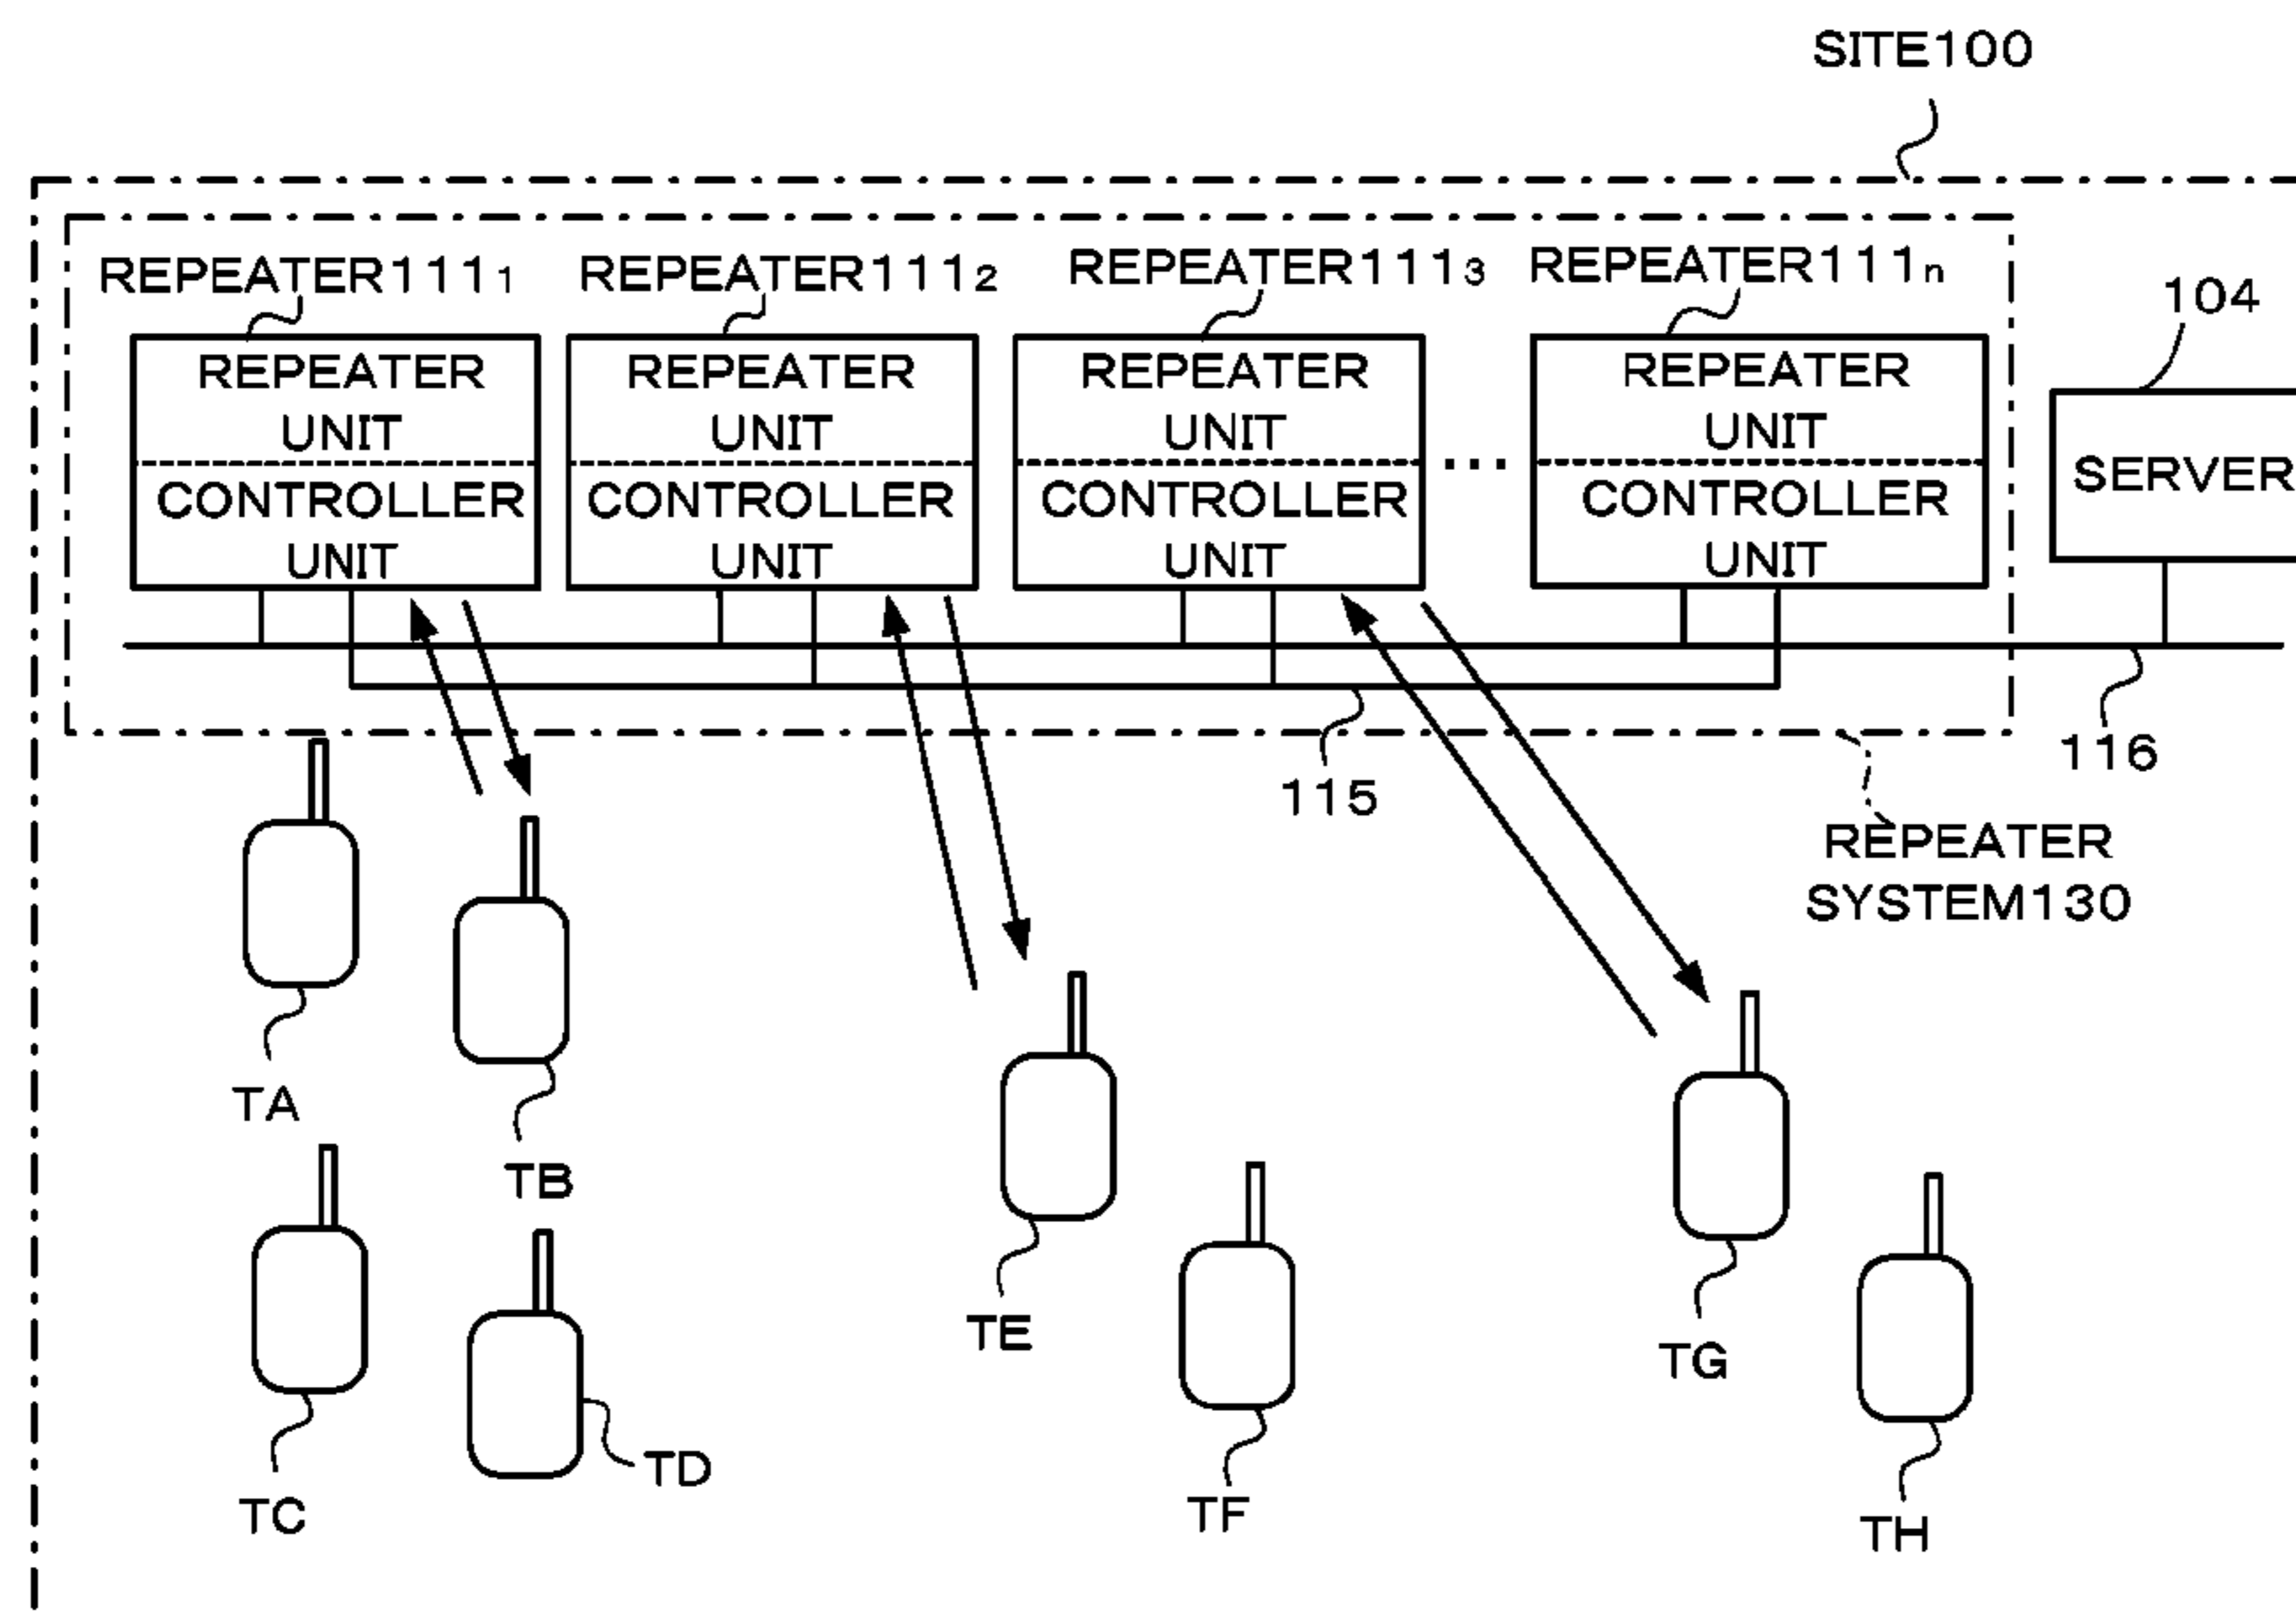 SITE100
REPEATER111₁
REPEATER111₂
REPEATER111₃
REPEATER111ₙ
104
REPEATER
UNIT
CONTROLLER
UNIT
REPEATER
UNIT
CONTROLLER
UNIT
REPEATER
UNIT
CONTROLLER
UNIT
...
REPEATER
UNIT
CONTROLLER
UNIT
SERVER
115
116
REPEATER
SYSTEM130
TA
TB
TC
TD
TE
TF
TG
TH